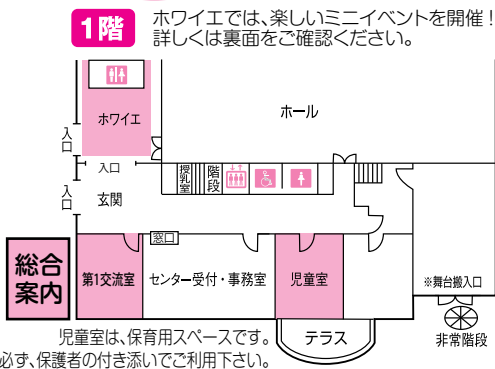 1階
ホワイエでは、楽しいミニイベントを開催！
詳しくは裏面をご確認ください。
ホワイエ
ホール
入口
入口
入口
玄関
授乳室
階段
窓口
総合案内
第1交流室
センター受付・事務室
児童室
※舞台搬入口
テラス
非常階段
児童室は、保育用スペースです。
必ず、保護者の付き添いでご利用下さい。